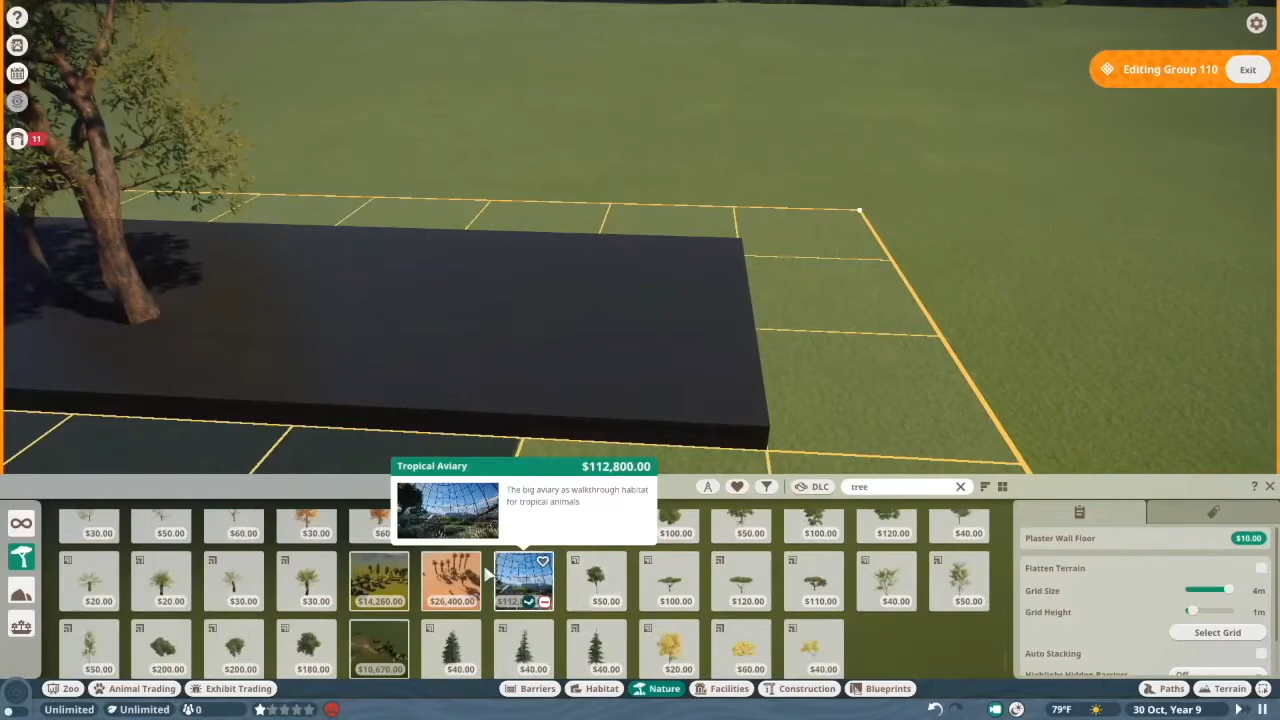 ?
Editing Group 110
Exit
11
Tropical Aviary
$112,800.00
The big aviary as walkthrough habitat
for tropical animals
DLC
tree
?
$30.00
$60.00
$60.00
$100.00
$50.00
$100.00
$120.00
$40.00
$20.00
$20.00
$30.00
$30.00
$14,260.00
$26,400.00
$50.00
$100.00
$120.00
$110.00
$40.00
$50.00
$50.00
$200.00
$200.00
$180.00
$10,670.00
$40.00
$40.00
$40.00
$20.00
$60.00
$40.00
Plaster Wall Floor
$10.00
Flatten Terrain
Grid Size
4m
Grid Height
1m
Select Grid
Auto Stacking
Zoo
Animal Trading
Exhibit Trading
Barriers
Habitat
Nature
Facilities
Construction
Blueprints
Paths
Terrain
Unlimited
Unlimited
0
79°F
30 Oct, Year 9